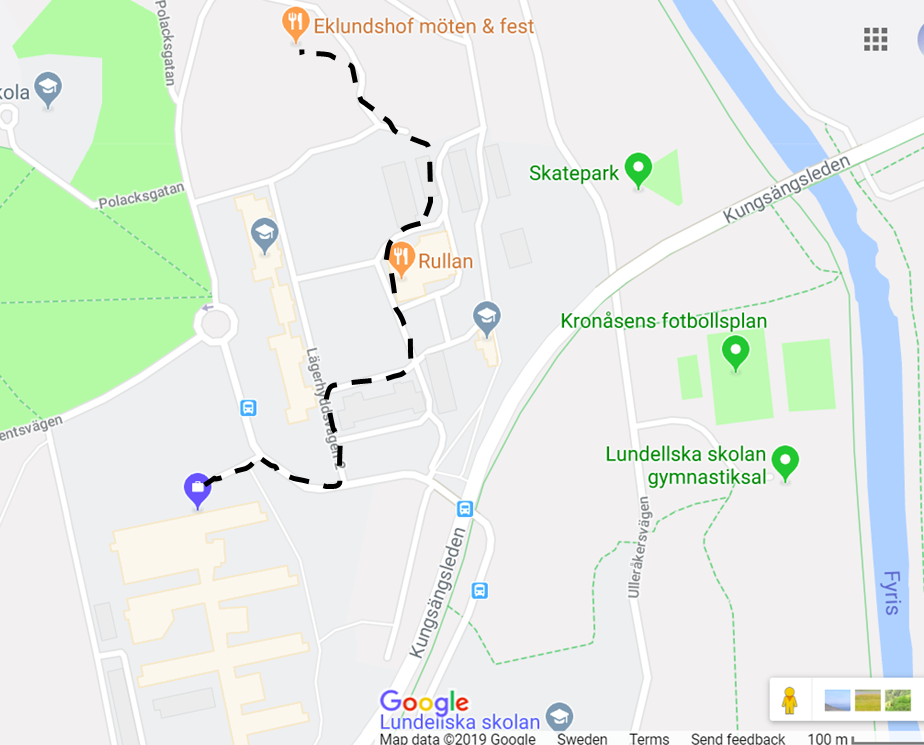 Polacksgatan
Eklundshof möten & fest
kola
Skatepark
Kungsängsleden
Polacksgatan
Rullan
Kronåsens fotbollsplan
Lägerhyddsvägen 2
entsvägen
Lundellska skolan
gymnastiksal
Ulleråkersvägen
Kungsängsleden
Fyris
Google
Lundellska skolan
Map data ©2019 Google Sweden Terms Send feedback 100 m